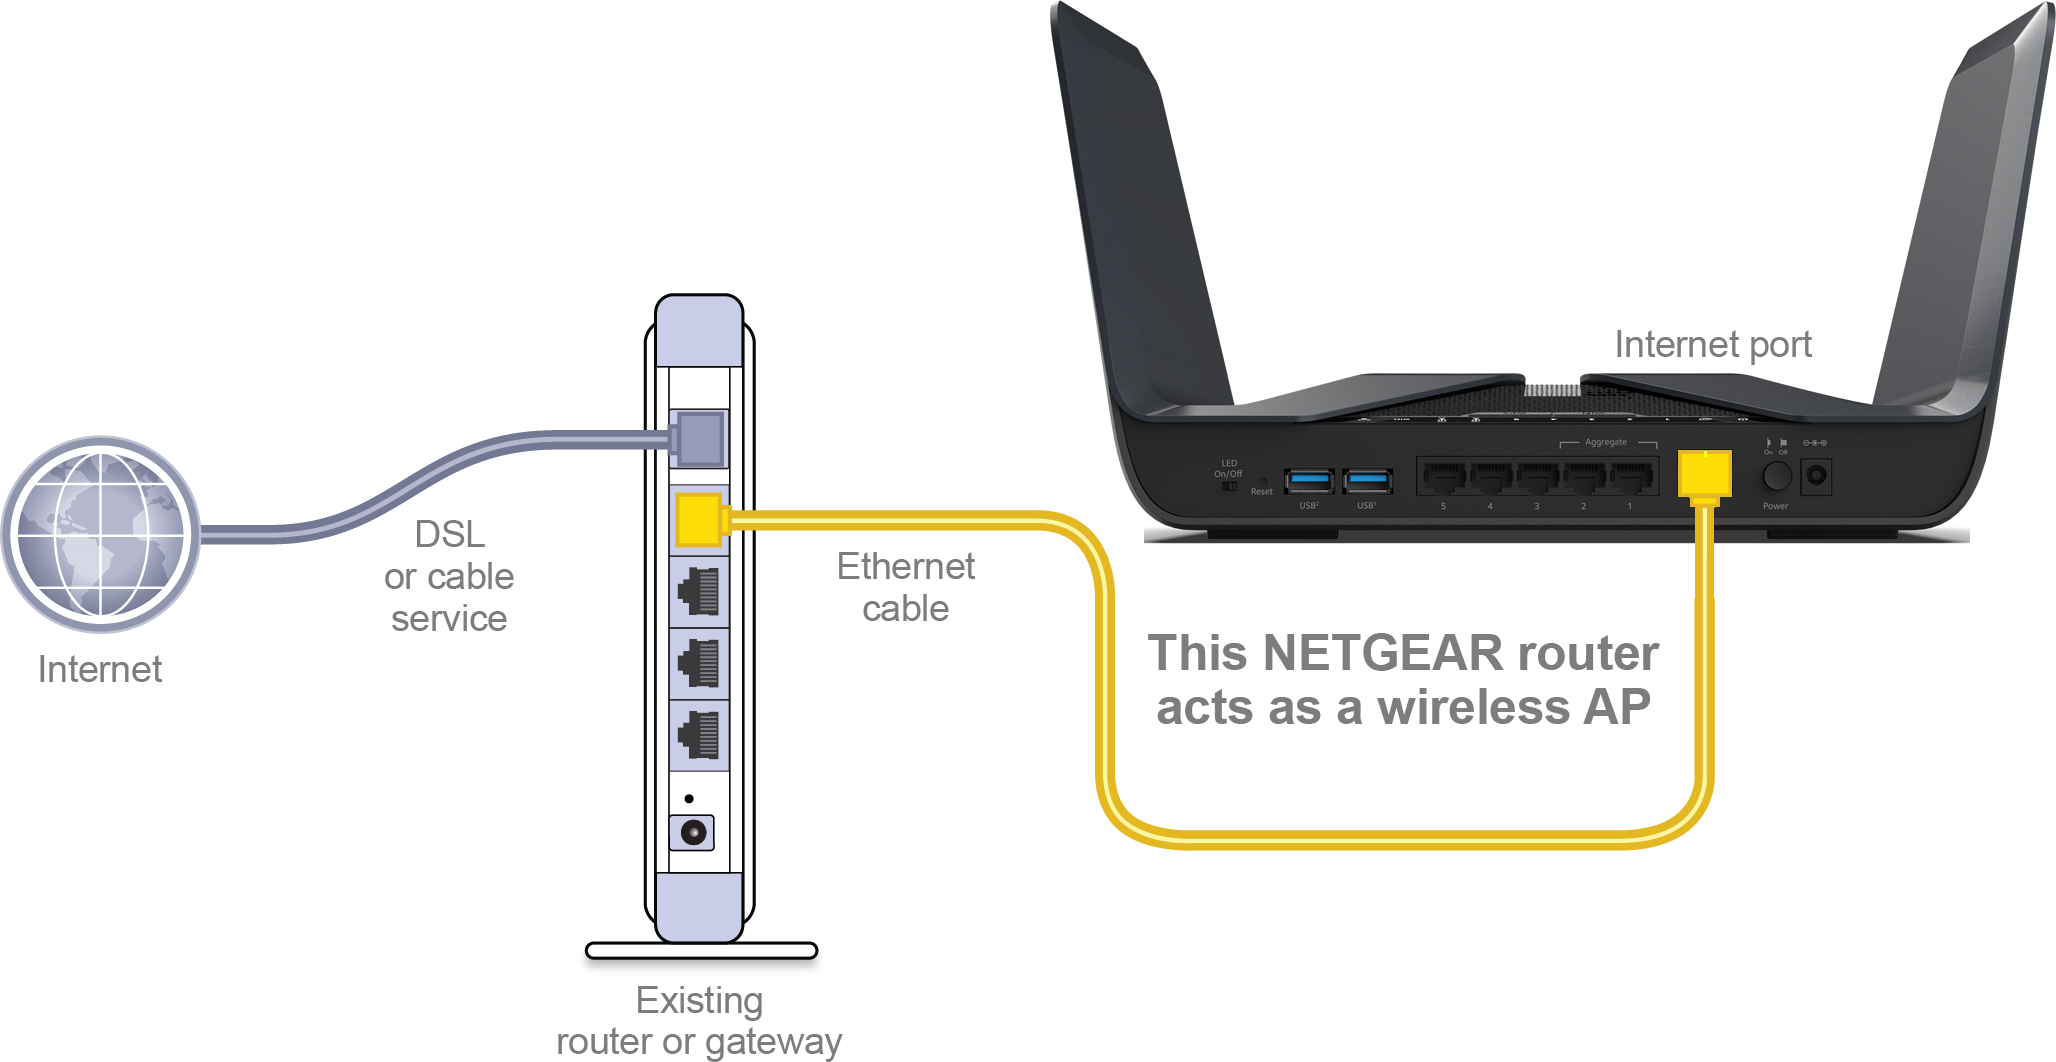 Internet
DSL
or cable
service
Existing
router or gateway
Ethernet
cable
Internet port
Aggregate
LED
On/Off
Reset
USB²
USB¹
5
4
3
2
1
On
Off
Power
This NETGEAR router
acts as a wireless AP